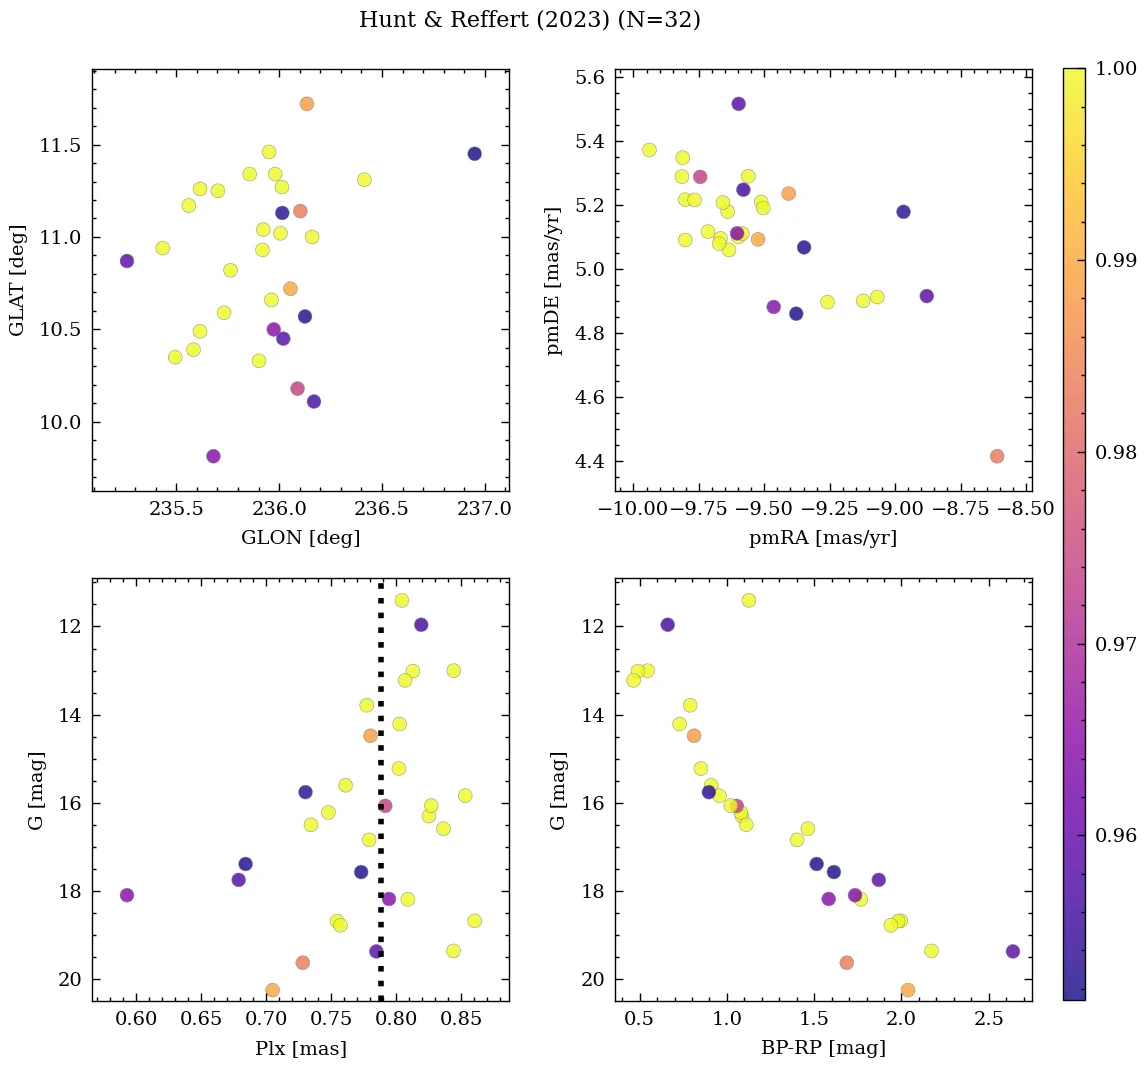 Hunt & Reffert (2023) (N=32)
11.5
11.0
10.5
10.0
GLAT [deg]
235.5 236.0 236.5 237.0
GLON [deg]
5.6
5.4
5.2
5.0
4.8
4.6
4.4
pmDE [mas/yr]
−10.00 −9.75 −9.50 −9.25 −9.00 −8.75 −8.50
pmRA [mas/yr]
12
14
16
18
20
G [mag]
0.60 0.65 0.70 0.75 0.80 0.85
Plx [mas]
12
14
16
18
20
G [mag]
0.5 1.0 1.5 2.0 2.5
BP-RP [mag]
1.00
0.99
0.98
0.97
0.96